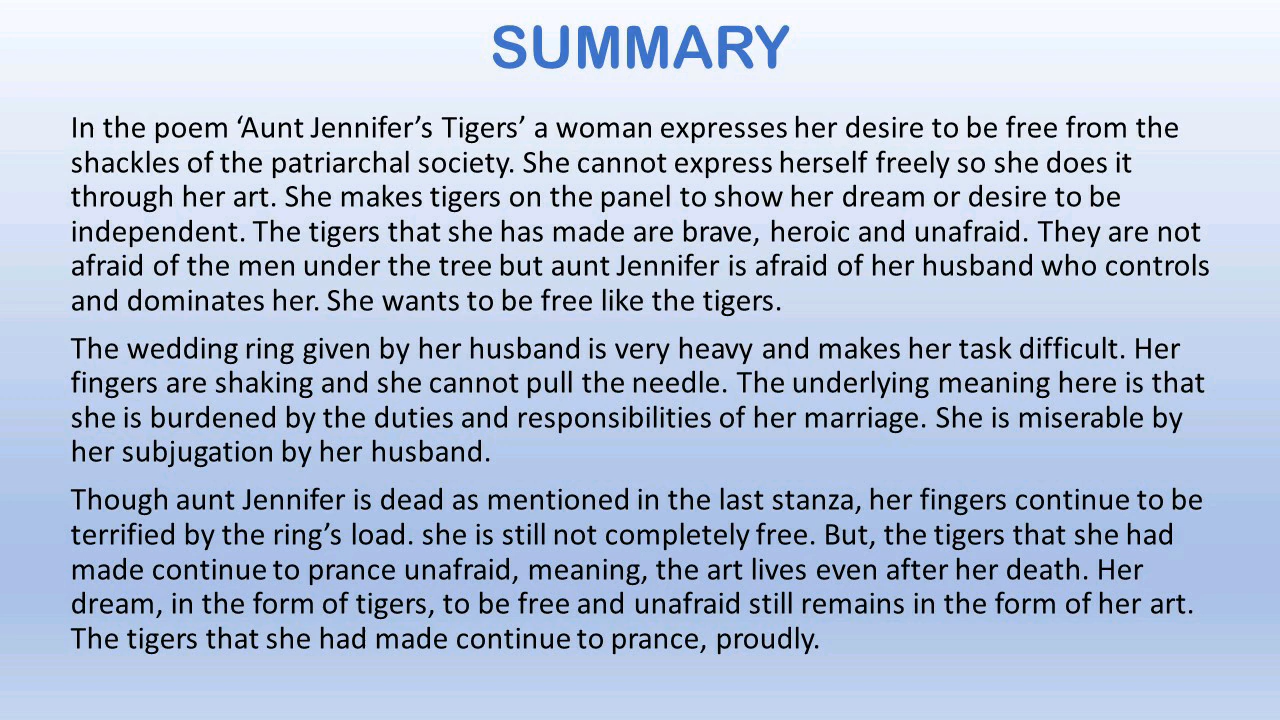 SUMMARY
In the poem ‘Aunt Jennifer’s Tigers’ a woman expresses her desire to be free from the
shackles of the patriarchal society. She cannot express herself freely so she does it
through her art. She makes tigers on the panel to show her dream or desire to be
independent. The tigers that she has made are brave, heroic and unafraid. They are not
afraid of the men under the tree but aunt Jennifer is afraid of her husband who controls
and dominates her. She wants to be free like the tigers.
The wedding ring given by her husband is very heavy and makes her task difficult. Her
fingers are shaking and she cannot pull the needle. The underlying meaning here is that
she is burdened by the duties and responsibilities of her marriage. She is miserable by
her subjugation by her husband.
Though aunt Jennifer is dead as mentioned in the last stanza, her fingers continue to be
terrified by the ring’s load. she is still not completely free. But, the tigers that she had
made continue to prance unafraid, meaning, the art lives even after her death. Her
dream, in the form of tigers, to be free and unafraid still remains in the form of her art.
The tigers that she had made continue to prance, proudly.